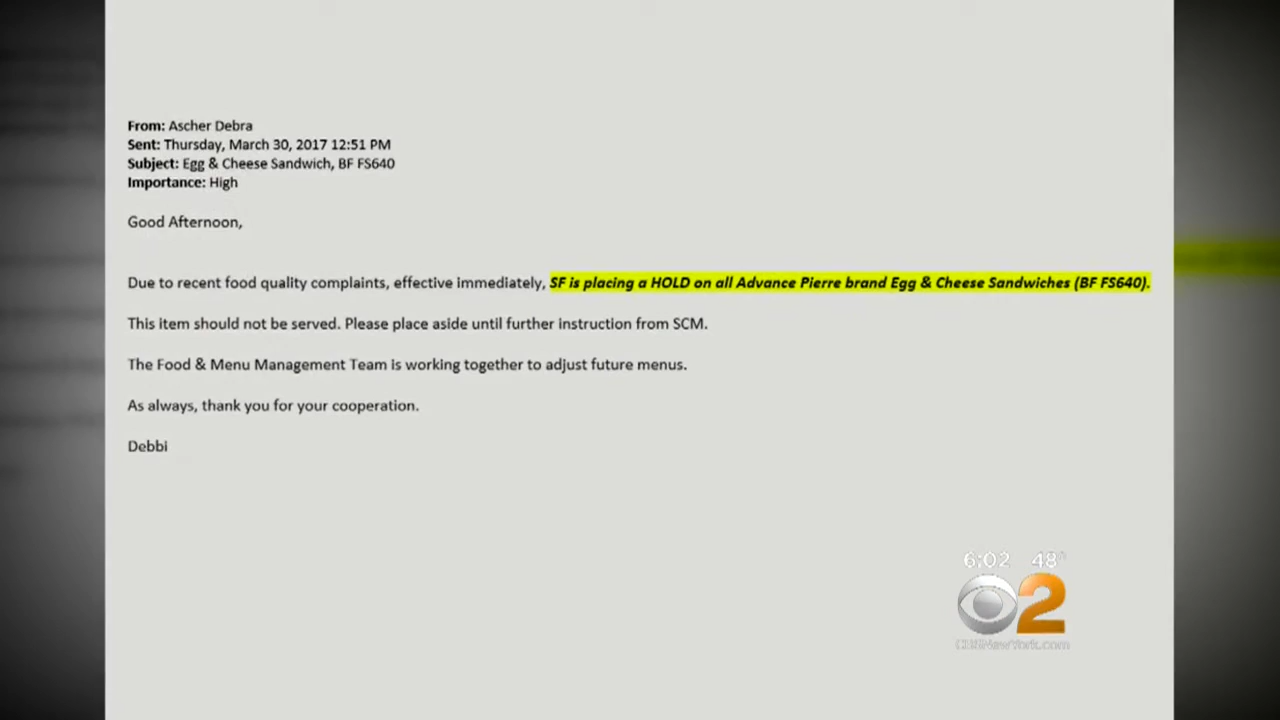 From: Ascher Debra
Sent: Thursday, March 30, 2017 12:51 PM
Subject: Egg & Cheese Sandwich, BF FS640
Importance: High
Good Afternoon,
Due to recent food quality complaints, effective immediately, SF is placing a HOLD on all Advance Pierre brand Egg & Cheese Sandwiches (BF FS640).
This item should not be served. Please place aside until further instruction from SCM.
The Food & Menu Management Team is working together to adjust future menus.
As always, thank you for your cooperation.
Debbi
6:02 48°
2
CBSNewYork.com